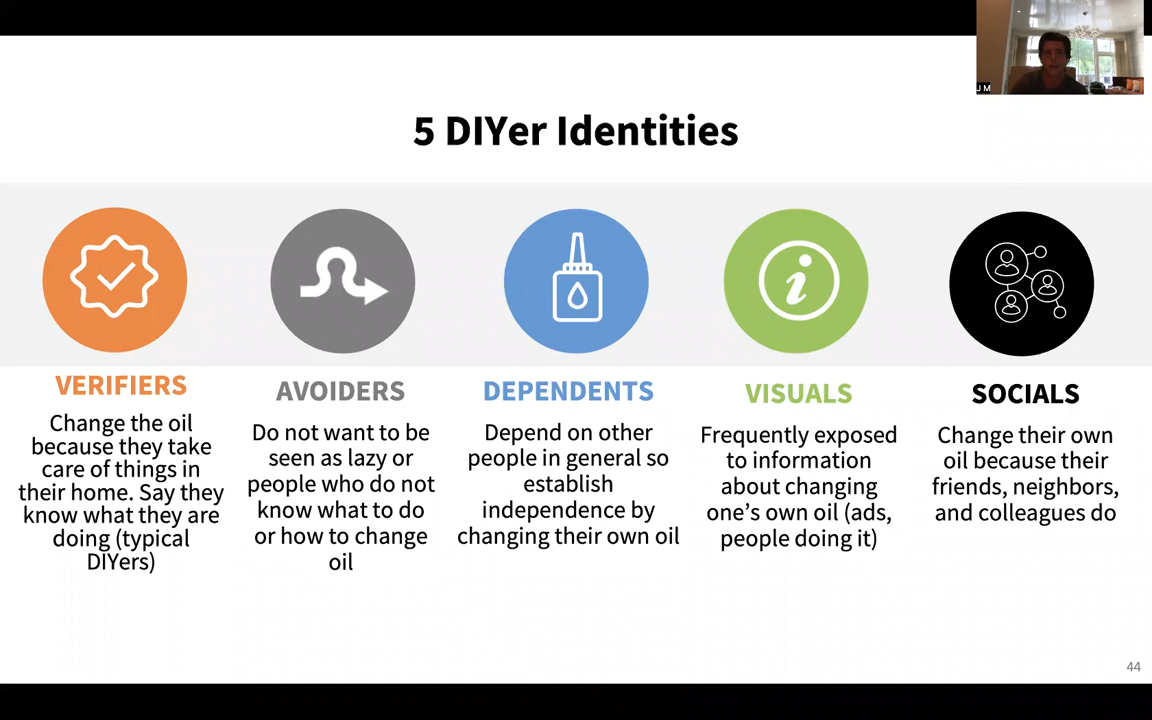 J M
5 DIYer Identities
VERIFIERS
Change the oil
because they take
care of things in
their home. Say they
know what they are
doing (typical
DIYers)
AVOIDERS
Do not want to be
seen as lazy or
people who do not
know what to do
or how to change
oil
DEPENDENTS
Depend on other
people in general so
establish
independence by
changing their own oil
VISUALS
Frequently exposed
to information
about changing
one’s own oil (ads,
people doing it)
SOCIALS
Change their own
oil because their
friends, neighbors,
and colleagues do
44